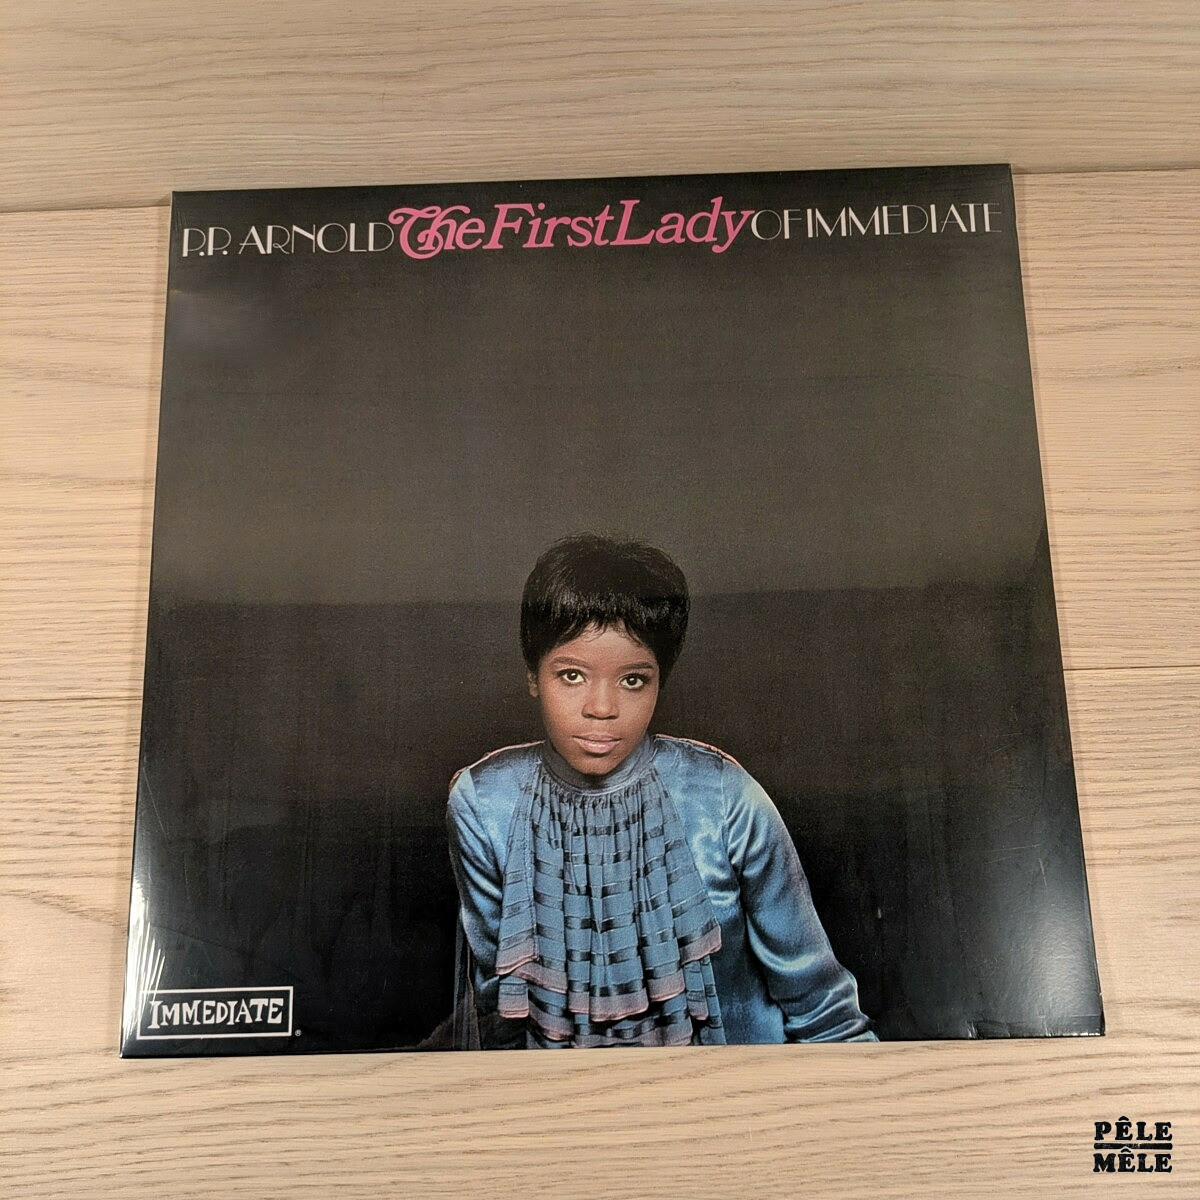 P.P. ARNOLD The First Lady OF IMMEDIATE
IMMEDIATE
®
PÊLE
MÊLE